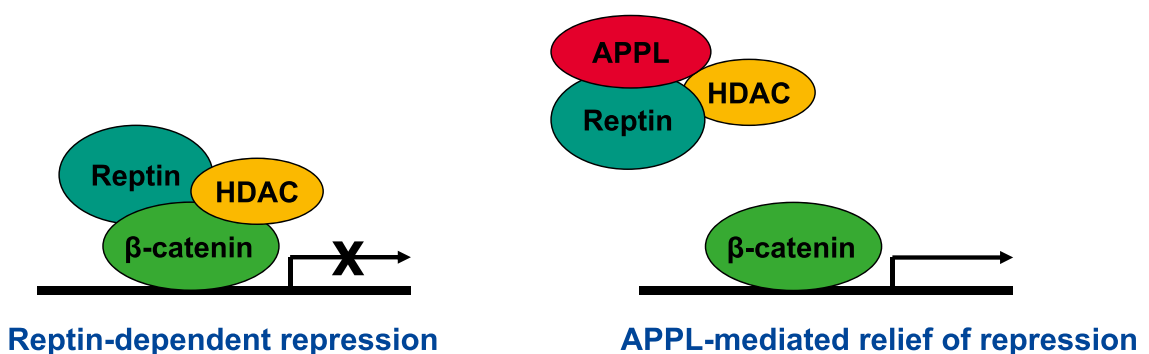 Reptin
HDAC
β-catenin
X
Reptin-dependent repression
APPL
HDAC
Reptin
β-catenin
APPL-mediated relief of repression